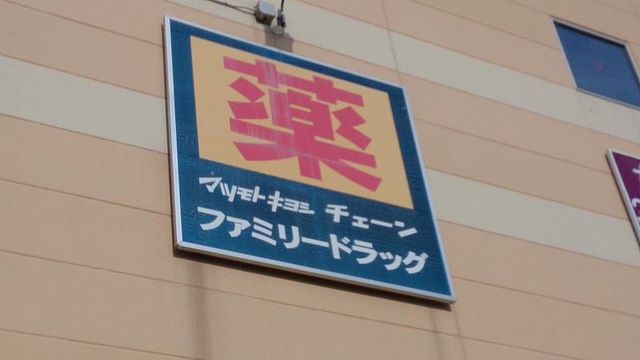 薬
マツモトキヨシ チェーン
ファミリードラッグ